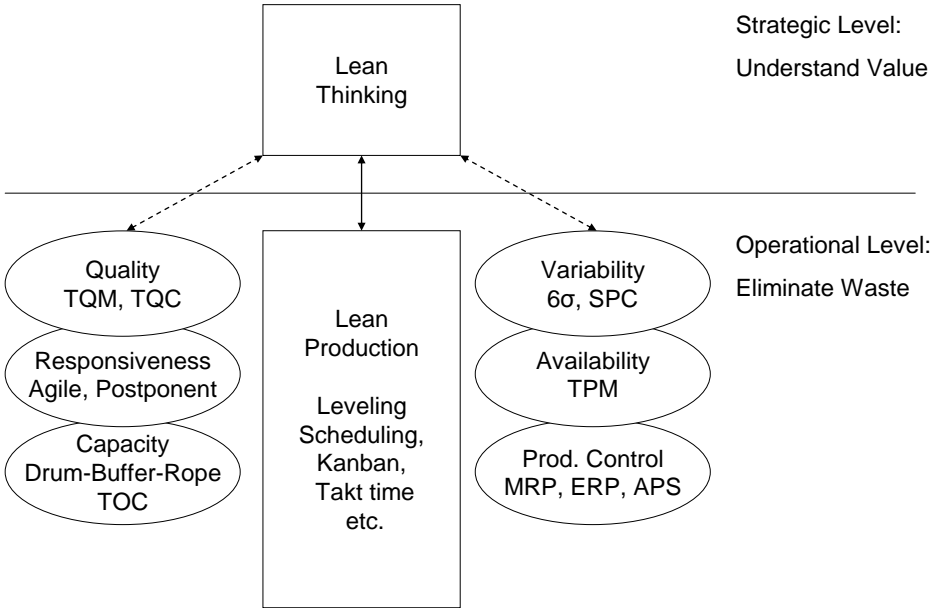 Strategic Level:
Understand Value
Lean
Thinking
Operational Level:
Eliminate Waste
Quality
TQM, TQC
Responsiveness
Agile, Postponent
Capacity
Drum-Buffer-Rope
TOC
Lean
Production
Leveling
Scheduling,
Kanban,
Takt time
etc.
Variability
6σ, SPC
Availability
TPM
Prod. Control
MRP, ERP, APS